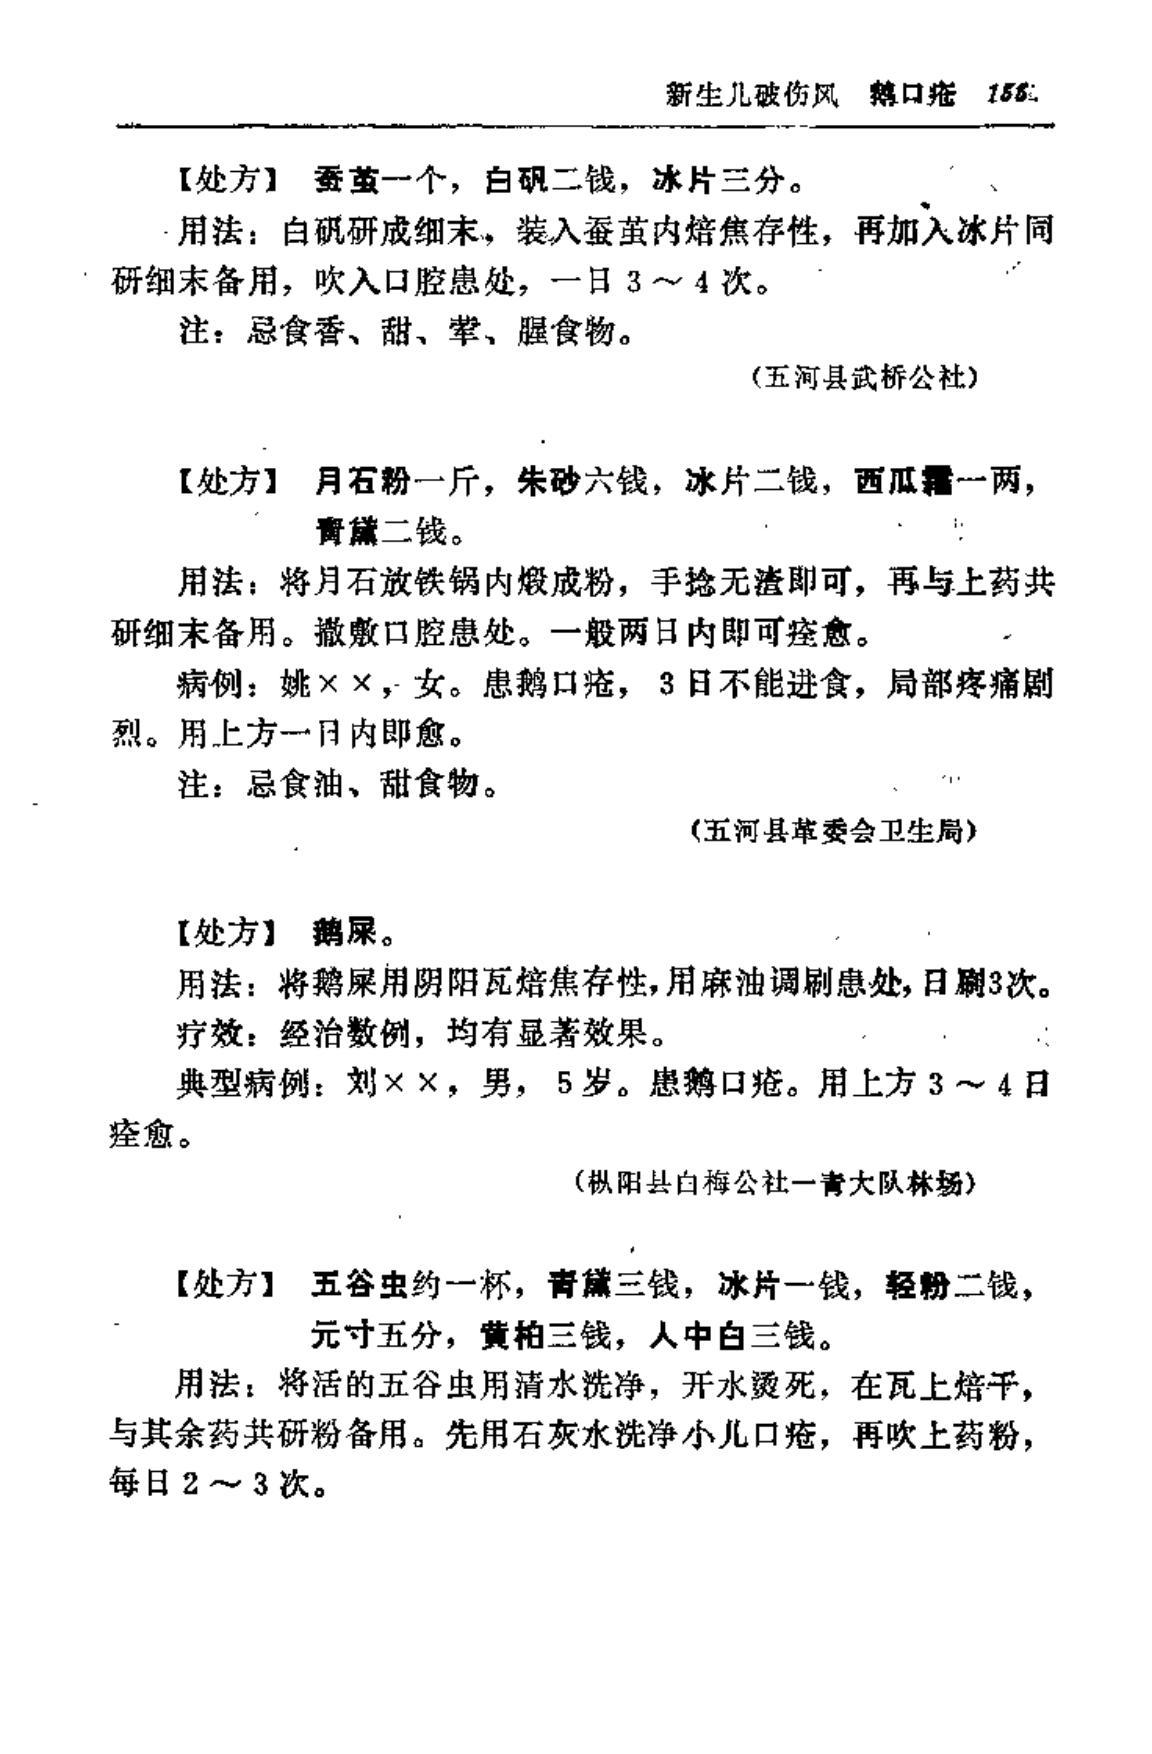 新生儿破伤风　鹅口疮　155
【处方】　蚕茧一个，白矾二钱，冰片三分。
用法：白矾研成细末，装入蚕茧内焙焦存性，再加入冰片同
研细末备用，吹入口腔患处，一日3～4次。
注：忌食香、甜、荤、腥食物。
（五河县武桥公社）
【处方】　月石粉一斤，朱砂六钱，冰片二钱，西瓜霜一两，
青黛二钱。
用法：将月石放铁锅内煅成粉，手捻无渣即可，再与上药共
研细末备用。撒敷口腔患处。一般两日内即可痊愈。
病例：姚××，女。患鹅口疮，3日不能进食，局部疼痛剧
烈。用上方一日内即愈。
注：忌食油、甜食物。
（五河县革委会卫生局）
【处方】　鹅屎。
用法：将鹅屎用阴阳瓦焙焦存性，用麻油调刷患处，日刷3次。
疗效：经治数例，均有显著效果。
典型病例：刘××，男，5岁。患鹅口疮。用上方3～4日
痊愈。
（枞阳县白梅公社一青大队林场）
【处方】　五谷虫约一杯，青黛三钱，冰片一钱，轻粉二钱，
元寸五分，黄柏三钱，人中白三钱。
用法：将活的五谷虫用清水洗净，开水烫死，在瓦上焙干，
与其余药共研粉备用。先用石灰水洗净小儿口疮，再吹上药粉，
每日2～3次。